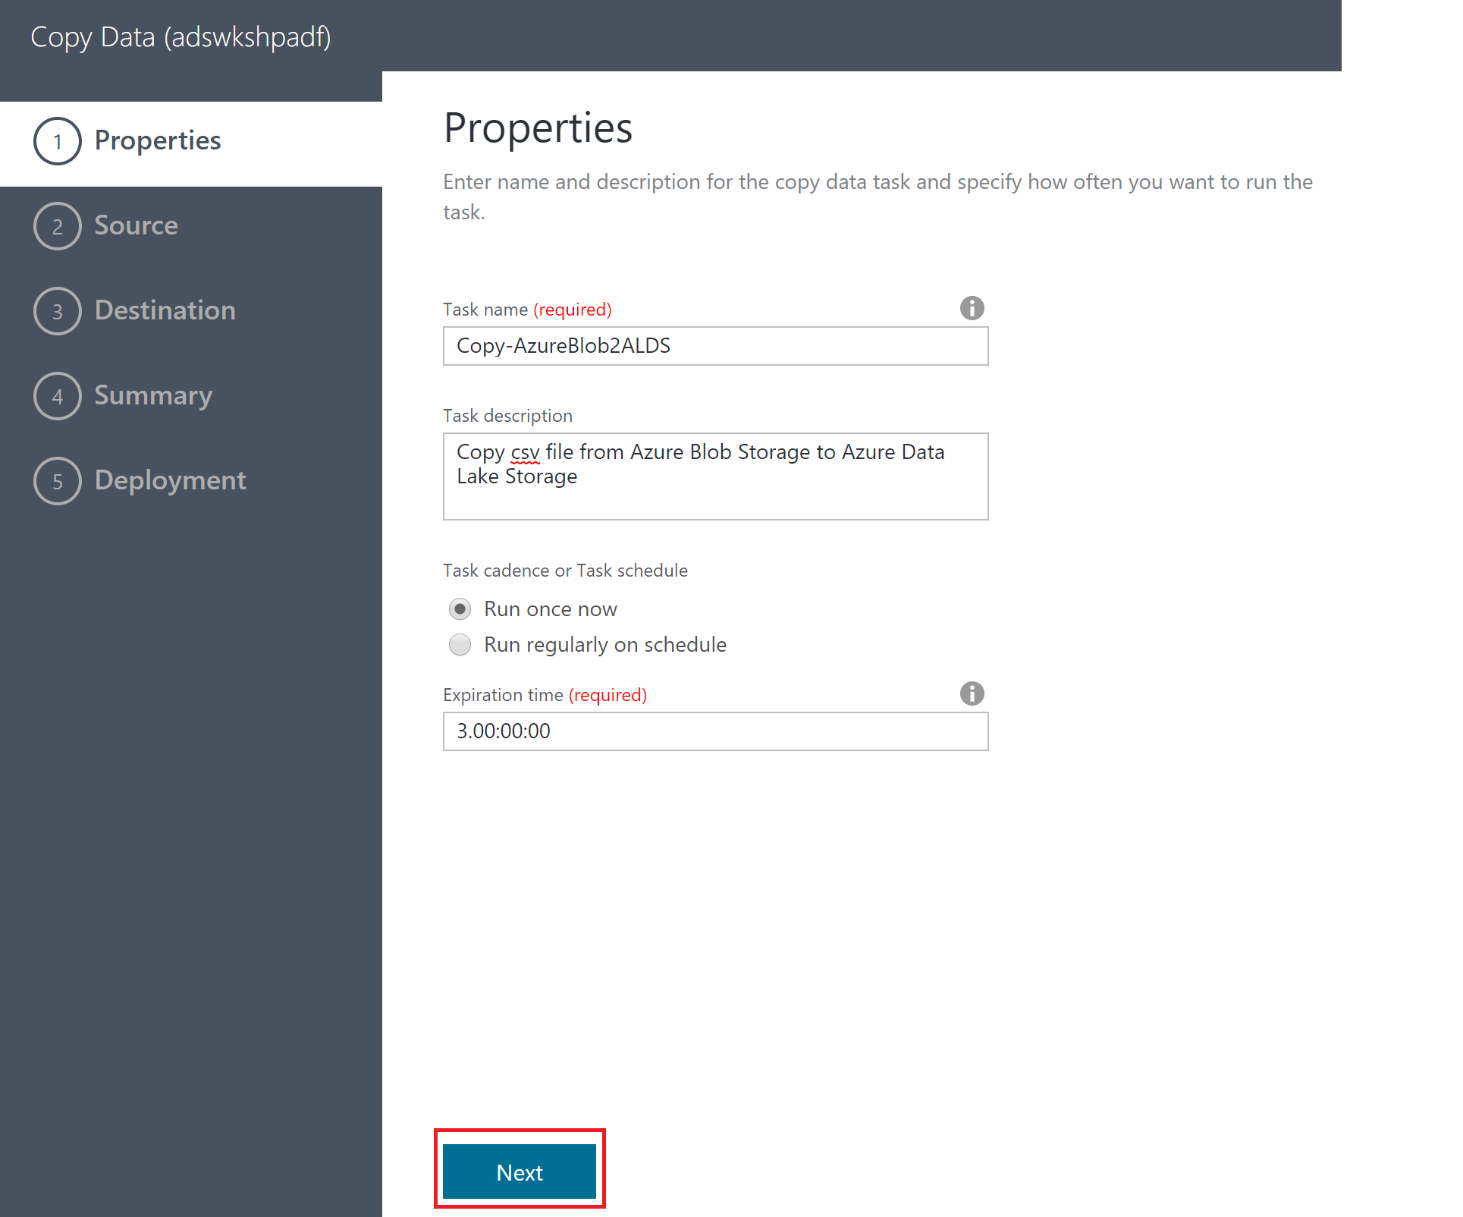 Copy Data (adswkshpadf)
1 Properties
2 Source
3 Destination
4 Summary
5 Deployment
Properties
Enter name and description for the copy data task and specify how often you want to run the
task.
Task name (required)
Copy-AzureBlob2ALDS
Task description
Copy csv file from Azure Blob Storage to Azure Data
Lake Storage
Task cadence or Task schedule
Run once now
Run regularly on schedule
Expiration time (required)
3.00:00:00
Next